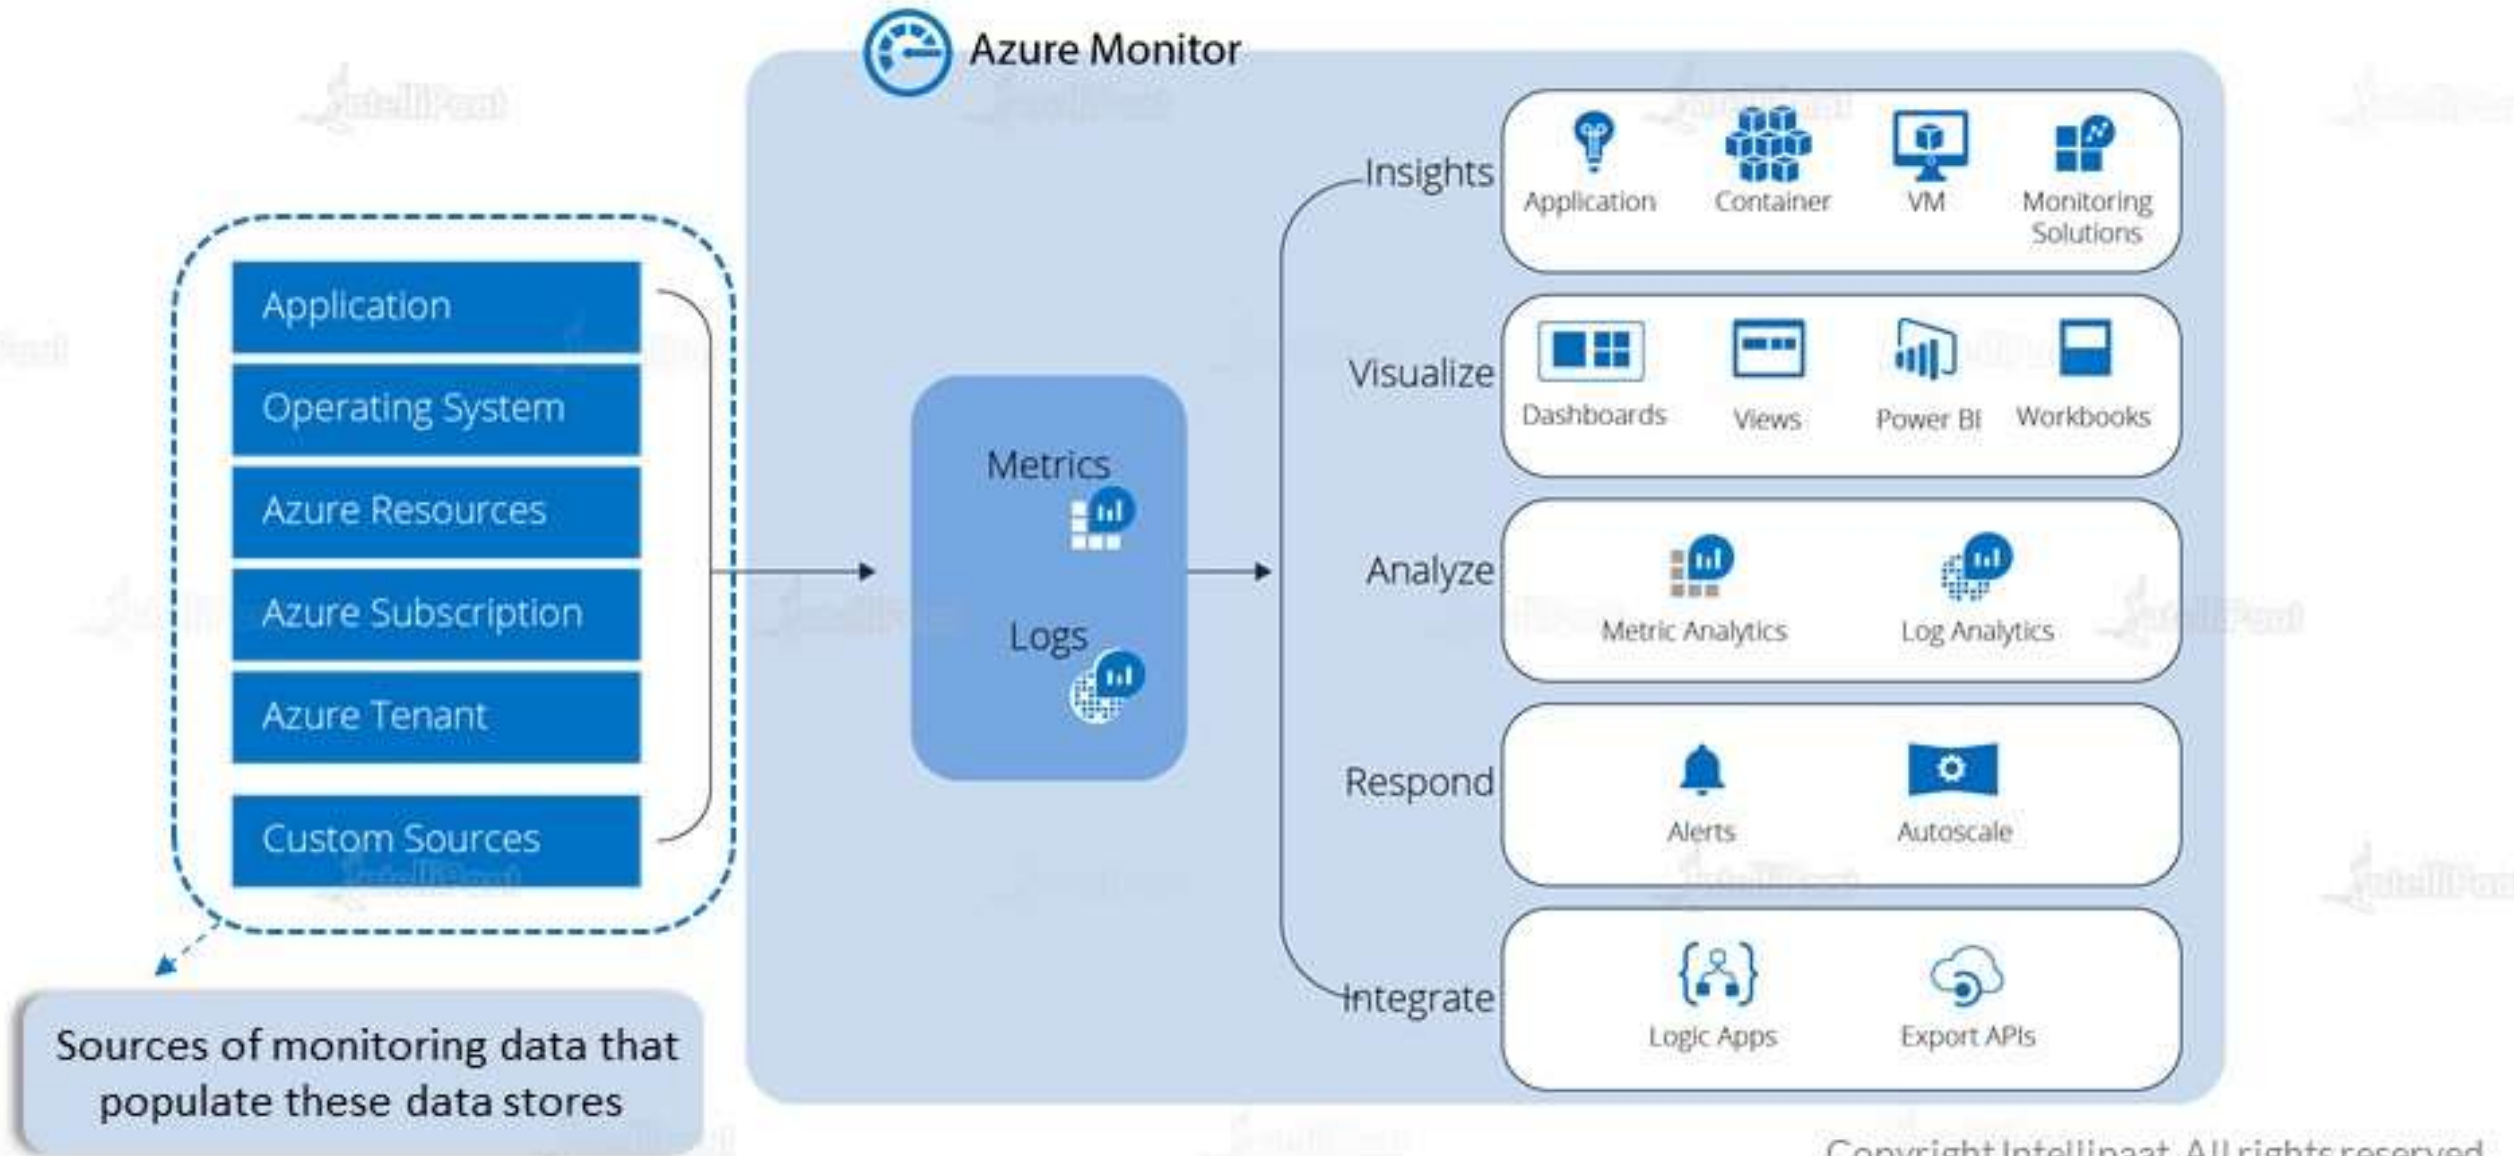 Azure Monitor
Application
Operating System
Azure Resources
Azure Subscription
Azure Tenant
Custom Sources
Sources of monitoring data that
populate these data stores
Metrics
Logs
Insights
Application
Container
VM
Monitoring
Solutions
Visualize
Dashboards
Views
Power BI
Workbooks
Analyze
Metric Analytics
Log Analytics
Respond
Alerts
Autoscale
Integrate
Logic Apps
Export APIs
Copyright Intellipaat. All rights reserved